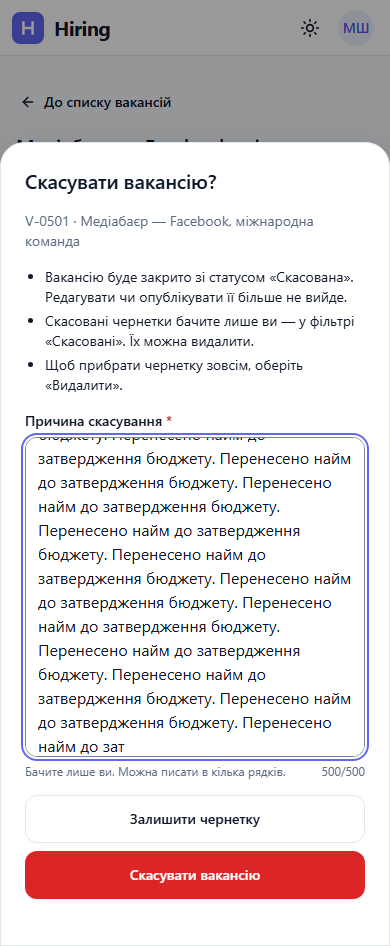 H Hiring
МШ
До списку вакансій
Скасувати вакансію?
V-0501 · Медіабаєр — Facebook, міжнародна
команда
• Вакансію буде закрито зі статусом «Скасована».
Редагувати чи опублікувати її більше не вийде.
• Скасовані чернетки бачите лише ви — у фільтрі
«Скасовані». Їх можна видалити.
• Щоб прибрати чернетку зовсім, оберіть
«Видалити».
Причина скасування *
бюджету. Перенесено найм до
затвердження бюджету. Перенесено найм
до затвердження бюджету. Перенесено
найм до затвердження бюджету.
Перенесено найм до затвердження
бюджету. Перенесено найм до
затвердження бюджету. Перенесено найм
до затвердження бюджету. Перенесено
найм до затвердження бюджету.
Перенесено найм до затвердження
бюджету. Перенесено найм до
затвердження бюджету. Перенесено найм
до затвердження бюджету. Перенесено
найм до зат
Бачите лише ви. Можна писати в кілька рядків. 500/500
Залишити чернетку
Скасувати вакансію